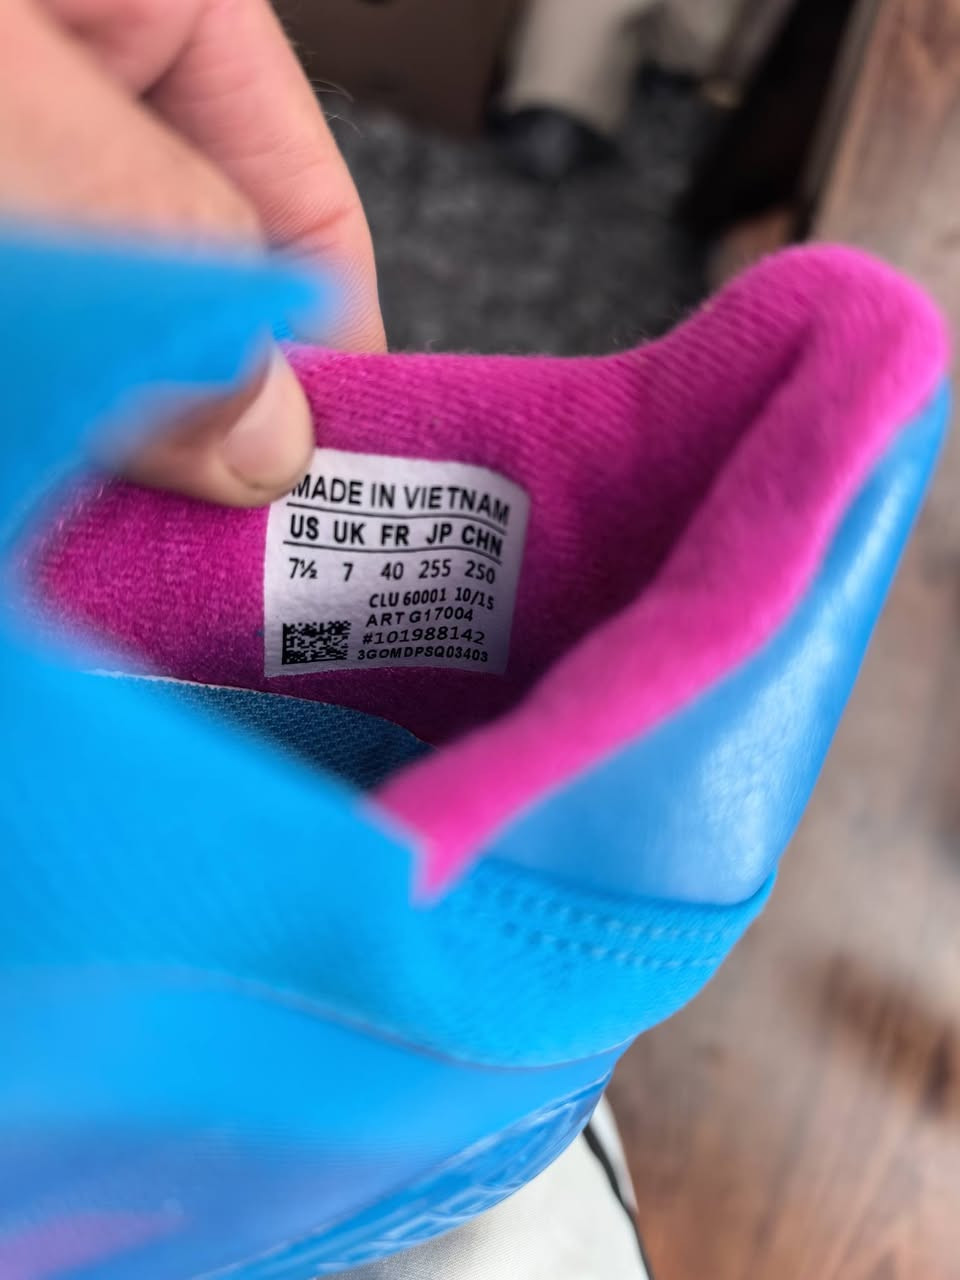 MADE IN VIETNAM
US UK FR JP CHN
7½ 7 40 255 250
CLU 60001 10/15
ART G17004
#101988142
3GOMDPSQ03403